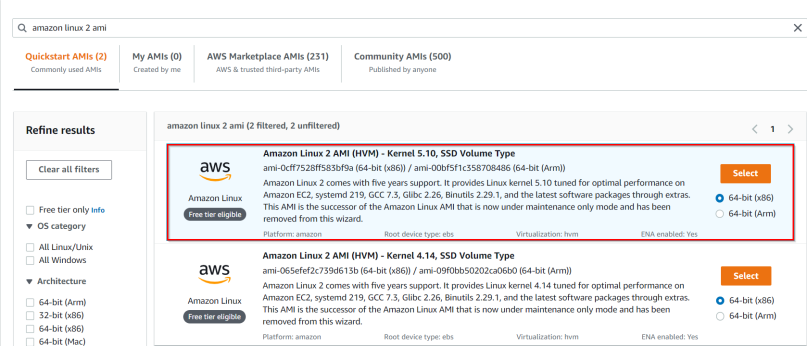 amazon linux 2 ami
Quickstart AMIs (2)
Commonly used AMIs
My AMIs (0)
Created by me
AWS Marketplace AMIs (231)
AWS & trusted third-party AMIs
Community AMIs (500)
Published by anyone
Refine results
Clear all filters
Free tier only Info
OS category
All Linux/Unix
All Windows
Architecture
64-bit (Arm)
32-bit (x86)
64-bit (x86)
64-bit (Mac)
amazon linux 2 ami (2 filtered, 2 unfiltered)
1
aws
Amazon Linux
Free tier eligible
Amazon Linux 2 AMI (HVM) - Kernel 5.10, SSD Volume Type
ami-0cff7528ff583bf9a (64-bit (x86)) / ami-00bf5f1c358708486 (64-bit (Arm))
Amazon Linux 2 comes with five years support. It provides Linux kernel 5.10 tuned for optimal performance on
Amazon EC2, systemd 219, GCC 7.3, Glibc 2.26, Binutils 2.29.1, and the latest software packages through extras.
This AMI is the successor of the Amazon Linux AMI that is now under maintenance only mode and has been
removed from this wizard.
Platform: amazon Root device type: ebs Virtualization: hvm ENA enabled: Yes
Select
64-bit (x86)
64-bit (Arm)
aws
Amazon Linux
Free tier eligible
Amazon Linux 2 AMI (HVM) - Kernel 4.14, SSD Volume Type
ami-065efef2c739d613b (64-bit (x86)) / ami-09f0bb50202ca06b0 (64-bit (Arm))
Amazon Linux 2 comes with five years support. It provides Linux kernel 4.14 tuned for optimal performance on
Amazon EC2, systemd 219, GCC 7.3, Glibc 2.26, Binutils 2.29.1, and the latest software packages through extras.
This AMI is the successor of the Amazon Linux AMI that is now under maintenance only mode and has been
removed from this wizard.
Platform: amazon Root device type: ebs Virtualization: hvm ENA enabled: Yes
Select
64-bit (x86)
64-bit (Arm)